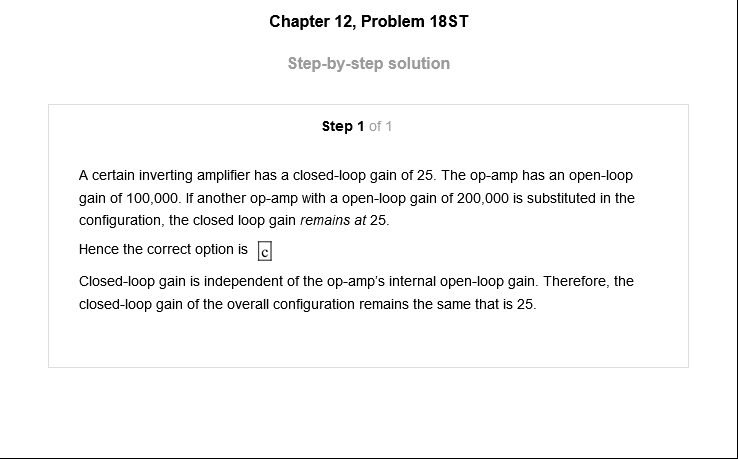 Chapter 12, Problem 18ST
Step-by-step solution
Step 1 of 1
A certain inverting amplifier has a closed-loop gain of 25. The op-amp has an open-loop
gain of 100,000. If another op-amp with a open-loop gain of 200,000 is substituted in the
configuration, the closed loop gain remains at 25.
Hence the correct option is c
Closed-loop gain is independent of the op-amp's internal open-loop gain. Therefore, the
closed-loop gain of the overall configuration remains the same that is 25.